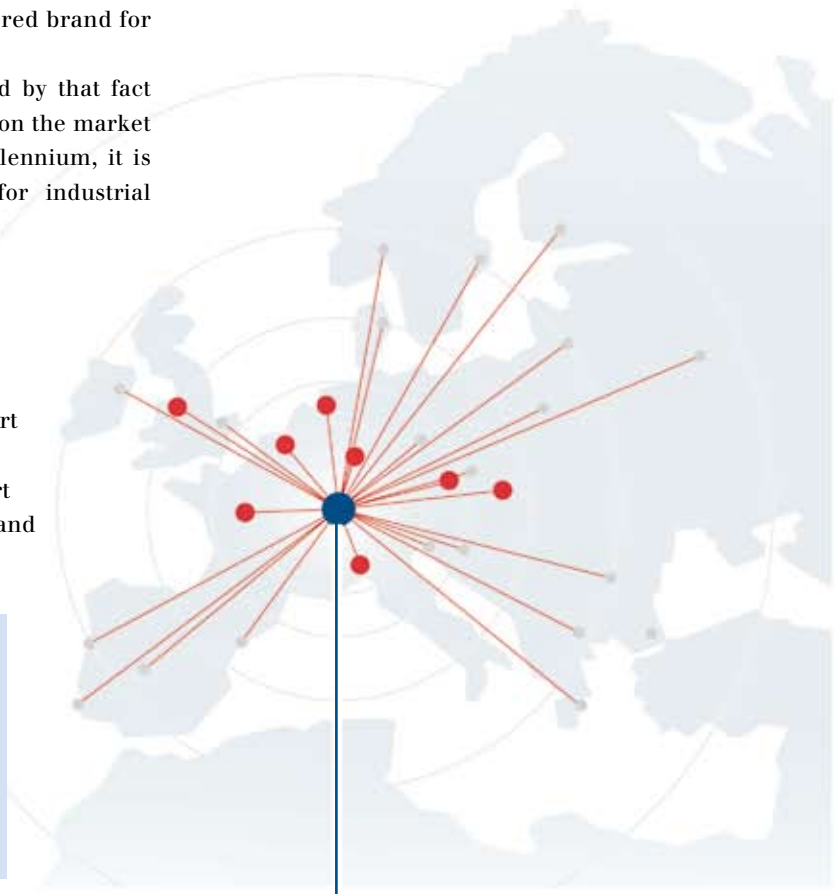 red brand for
d by that fact
on the market
lennium, it is
for industrial
rt
rt
and